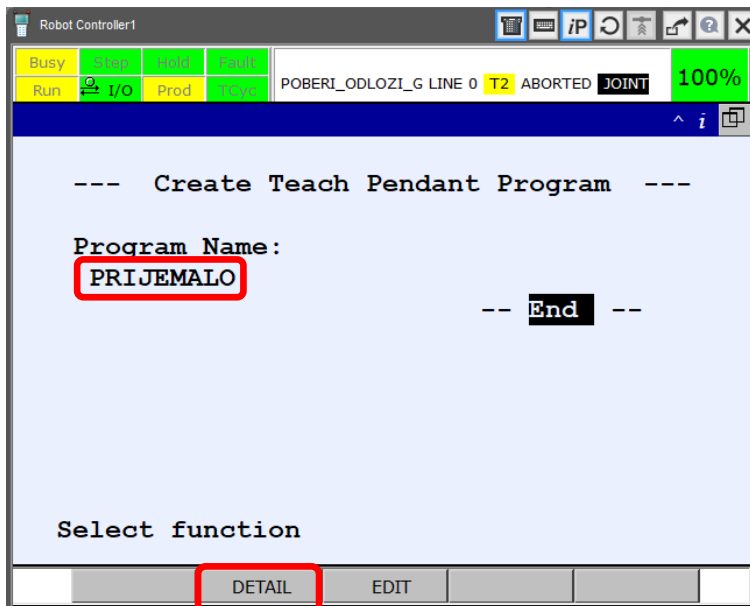 Robot Controller1
iP
Busy Step Hold Fault
Run I/O Prod TCyc
POBERI_ODLOZI_G LINE 0 T2 ABORTED JOINT
100%
i
--- Create Teach Pendant Program ---
Program Name:
PRIJEMALO
-- End --
Select function
DETAIL EDIT